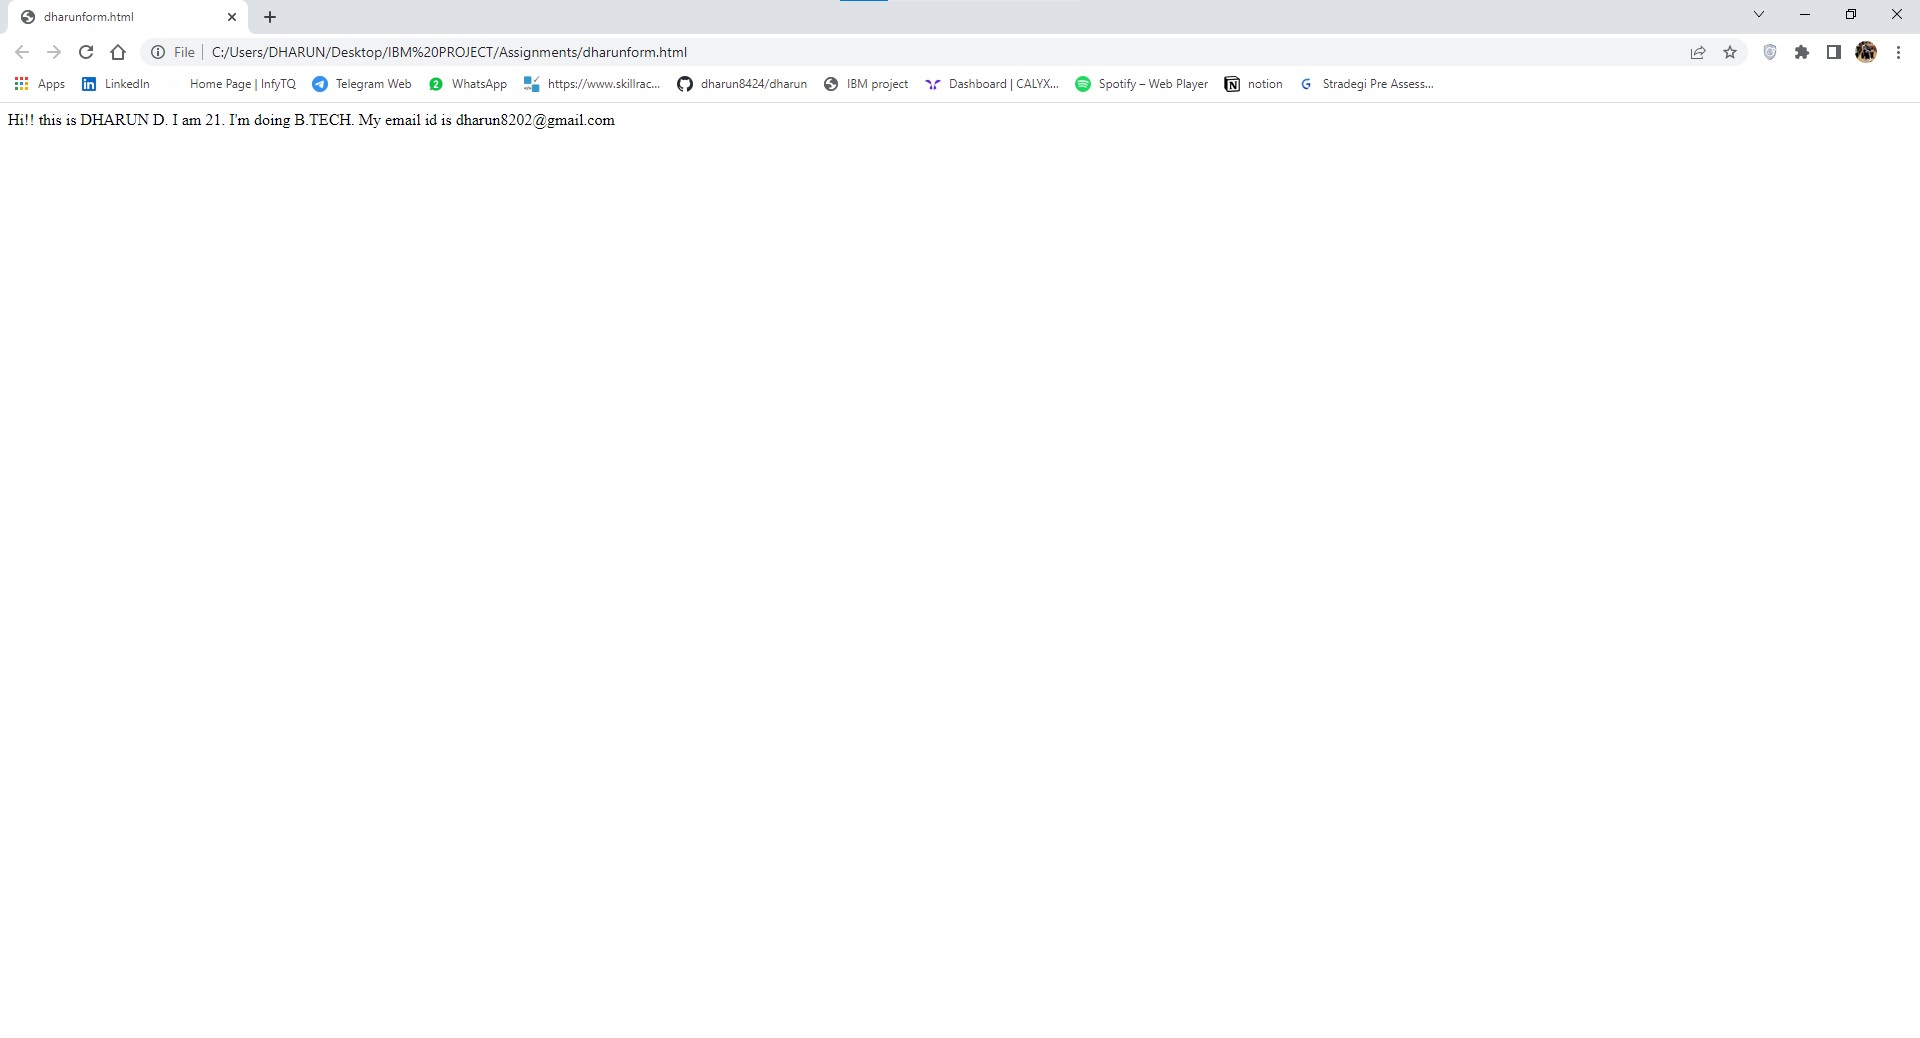 dharunform.html
File C:/Users/DHARUN/Desktop/IBM%20PROJECT/Assignments/dharunform.html
Apps LinkedIn Home Page | InfyTQ Telegram Web 2 WhatsApp https://www.skillrac... dharun8424/dharun IBM project Dashboard | CALYX... Spotify – Web Player notion Stradegi Pre Assess...
Hi!! this is DHARUN D. I am 21. I'm doing B.TECH. My email id is dharun8202@gmail.com